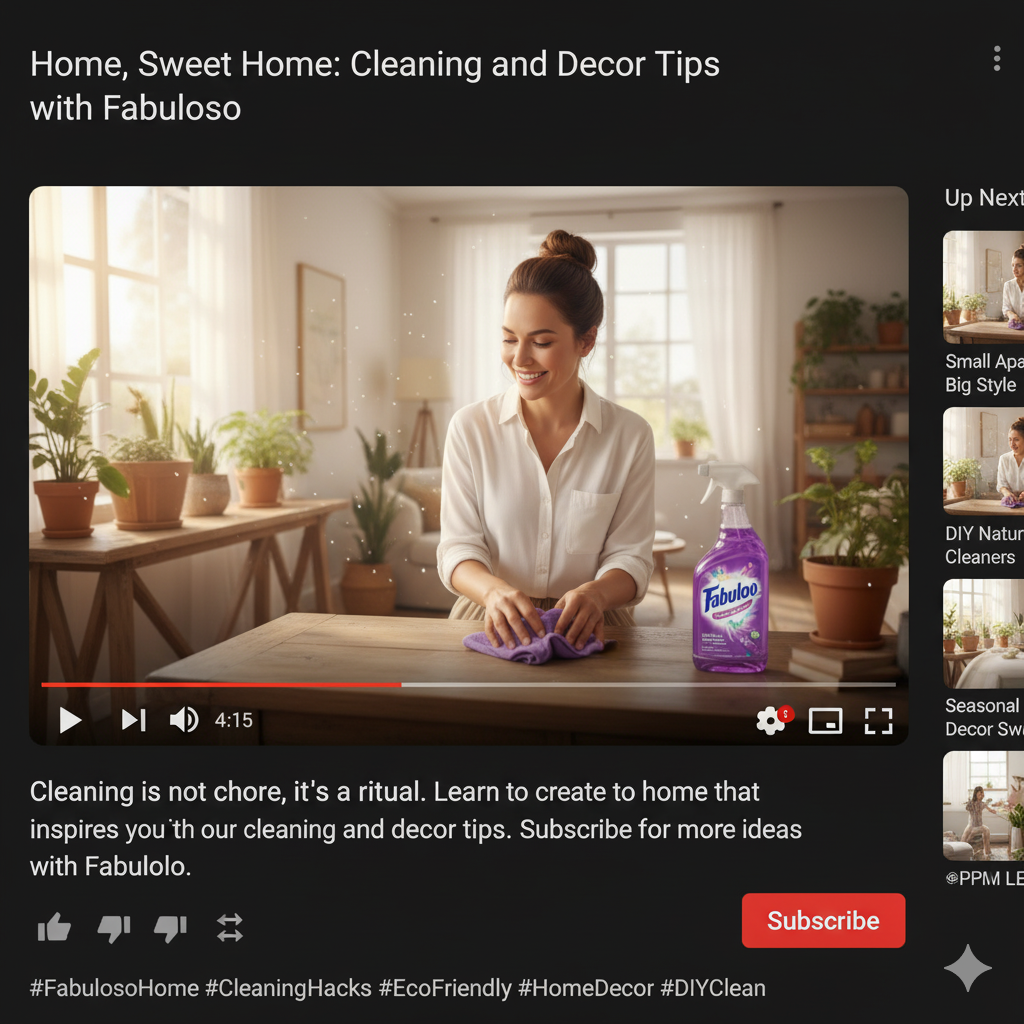 Home, Sweet Home: Cleaning and Decor Tips
with Fabuloso
Up Next
Small Apa
Big Style
Fabuloo
DIY Natur
Cleaners
Seasonal
Decor Sw
4:15
Cleaning is not chore, it's a ritual. Learn to create to home that
inspires you'th our cleaning and decor tips. Subscribe for more ideas
with Fabulolo.
@PPM LE
Subscribe
#FabulosoHome #CleaningHacks #EcoFriendly #HomeDecor #DIYClean